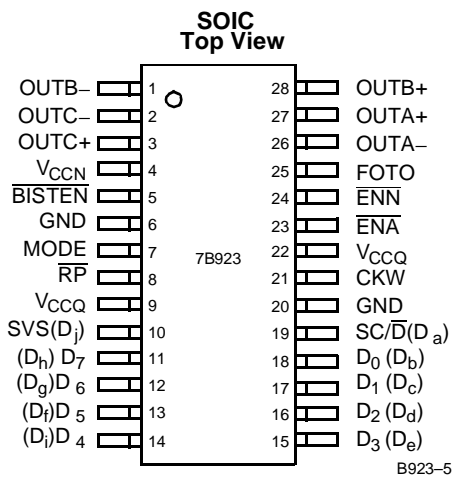 SOIC
Top View
OUTB– 1 28 OUTB+
OUTC– 2 27 OUTA+
OUTC+ 3 26 OUTA–
VCCN 4 25 FOTO
BISTEN 5 24 ENN
GND 6 23 ENA
MODE 7 22 VCCQ
RP 8 7B923 21 CKW
VCCQ 9 20 GND
SVS(Dj) 10 19 SC/D(Da)
(Dh) D7 11 18 D0 (Db)
(Dg)D 6 12 17 D1 (Dc)
(Df)D 5 13 16 D2 (Dd)
(Di)D 4 14 15 D3 (De)
B923–5